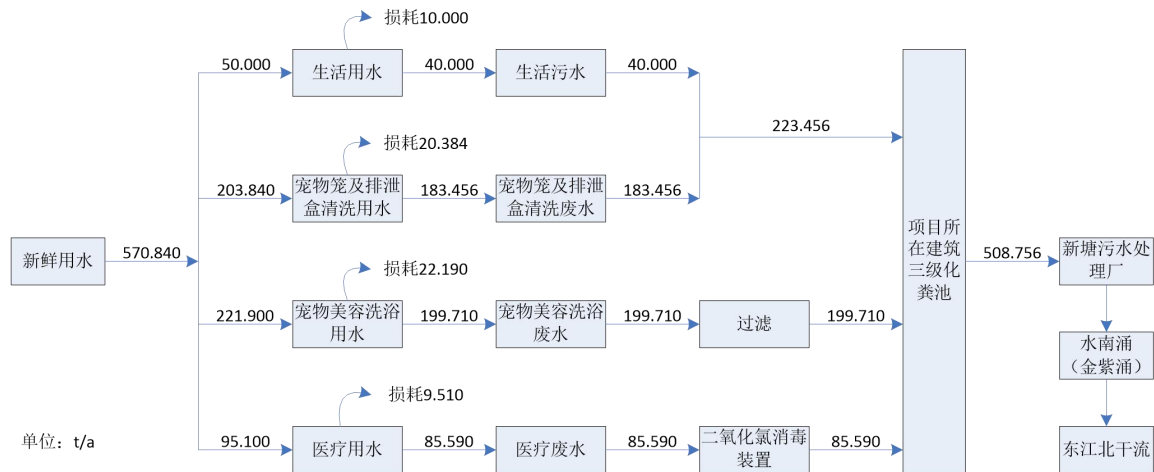 损耗10.000
50.000
生活用水
40.000
生活污水
40.000
223.456
损耗20.384
203.840
宠物笼及排泄
盒清洗用水
183.456
宠物笼及排泄
盒清洗废水
183.456
新鲜用水
570.840
项目所
在建筑
三级化
粪池
508.756
新塘污水处
理厂
损耗22.190
221.900
宠物美容洗浴
用水
199.710
宠物美容洗浴
废水
199.710
过滤
199.710
水南涌
（金紫涌）
损耗9.510
单位：t/a
95.100
医疗用水
85.590
医疗废水
85.590
二氧化氯消毒
装置
85.590
东江北干流